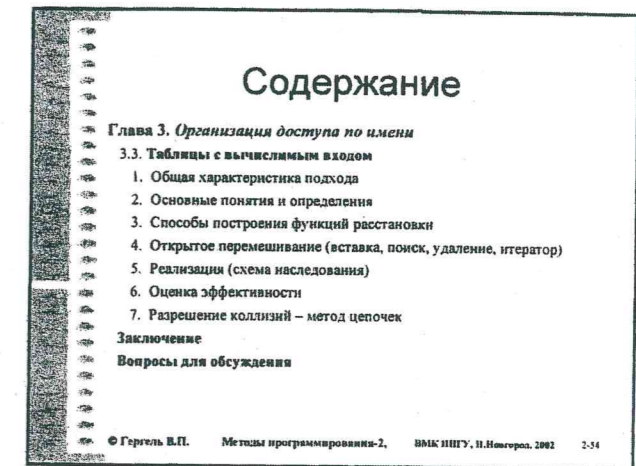 Содержание
Глава 3. Организация доступа по имени
3.3. Таблицы с вычислимым входом
1. Общая характеристика подхода
2. Основные понятия и определения
3. Способы построения функций расстановки
4. Открытое перемешивание (вставка, поиск, удаление, итератор)
5. Реализация (схема наследования)
6. Оценка эффективности
7. Разрешение коллизий – метод цепочек
Заключение
Вопросы для обсуждения
© Гергель В.П. Методы программирования-2, ВМК ННГУ, Н.Новгород, 2002 2-54